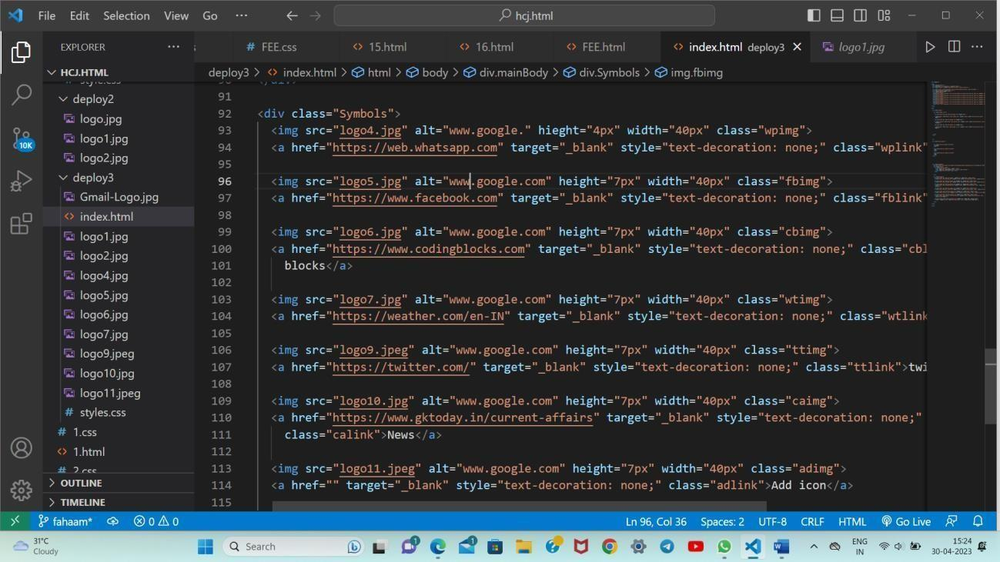 File Edit Selection View Go ··· hcj.html
EXPLORER ···
# FEE.css <> 15.html <> 16.html <> FEE.html <> index.html deploy3 logo1.jpg
HCJ.HTML
deploy3 > <> index.html > html > body > div.mainBody > div.Symbols > img.fbimg
style.css
deploy2
logo.jpg
logo1.jpg
logo2.jpg
deploy3
Gmail-Logo.jpg
<> index.html
logo1.jpg
logo2.jpg
logo4.jpg
logo5.jpg
logo6.jpg
logo7.jpg
logo9.jpeg
logo10.jpg
logo11.jpeg
# styles.css
# 1.css
<> 1.html
# 2.css
OUTLINE
TIMELINE
10K
90 </div>
91
92 <div class="Symbols">
93 <img src="logo4.jpg" alt="www.google." hieght="4px width="40px" class="wpimg">
94 <a href="https://web.whatsapp.com" target="_blank" style="text-decoration: none;" class="wplink"
95
96 <img src="logo5.jpg" alt="www.google.com" height="7px" width="40px" class="fbimg">
97 <a href="https://www.facebook.com" target="_blank" style="text-decoration: none;" class="fblink"
98
99 <img src="logo6.jpg" alt="www.google.com" height="7px" width="40px" class="cbimg">
100 <a href="https://www.codingblocks.com" target="_blank" style="text-decoration: none;" class="cbl
101 blocks</a>
102
103 <img src="logo7.jpg" alt="www.google.com" height="7px" width="40px" class="wtimg">
104 <a href="https://weather.com/en-IN" target="_blank" style="text-decoration: none;" class="wtlink
105
106 <img src="logo9.jpeg" alt="www.google.com" height="7px" width="40px" class="ttimg">
107 <a href="https://twitter.com/" target="_blank" style="text-decoration: none;" class="ttlink">twi
108
109 <img src="logo10.jpg" alt="www.google.com" height="7px" width="40px" class="caimg">
110 <a href="https://www.gktoday.in/current-affairs" target="_blank" style="text-decoration: none;"
111 class="calink">News</a>
112
113 <img src="logo11.jpeg" alt="www.google.com" height="7px" width="40px" class="adimg">
114 <a href="" target="_blank" style="text-decoration: none;" class="adlink">Add icon</a>
115
fahaam* 0 0 Ln 96, Col 36 Spaces: 2 UTF-8 CRLF HTML Go Live
31°C
Cloudy
Search
1 1
ENG
IN
15:24
30-04-2023